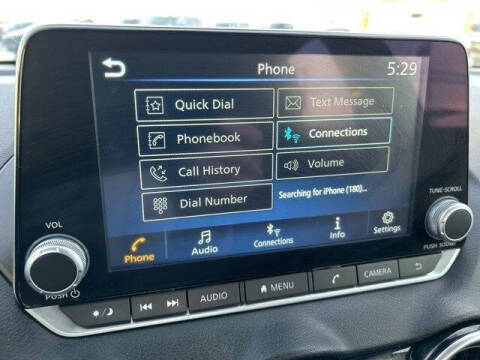 Phone 5:29
Quick Dial
Text Message
Phonebook
Connections
Call History
Volume
Dial Number
Searching for iPhone (180)...
Phone
Audio
Connections
Info
Settings
VOL
PUSH
TUNE·SCROLL
PUSH SOUND
AUDIO
MENU
CAMERA